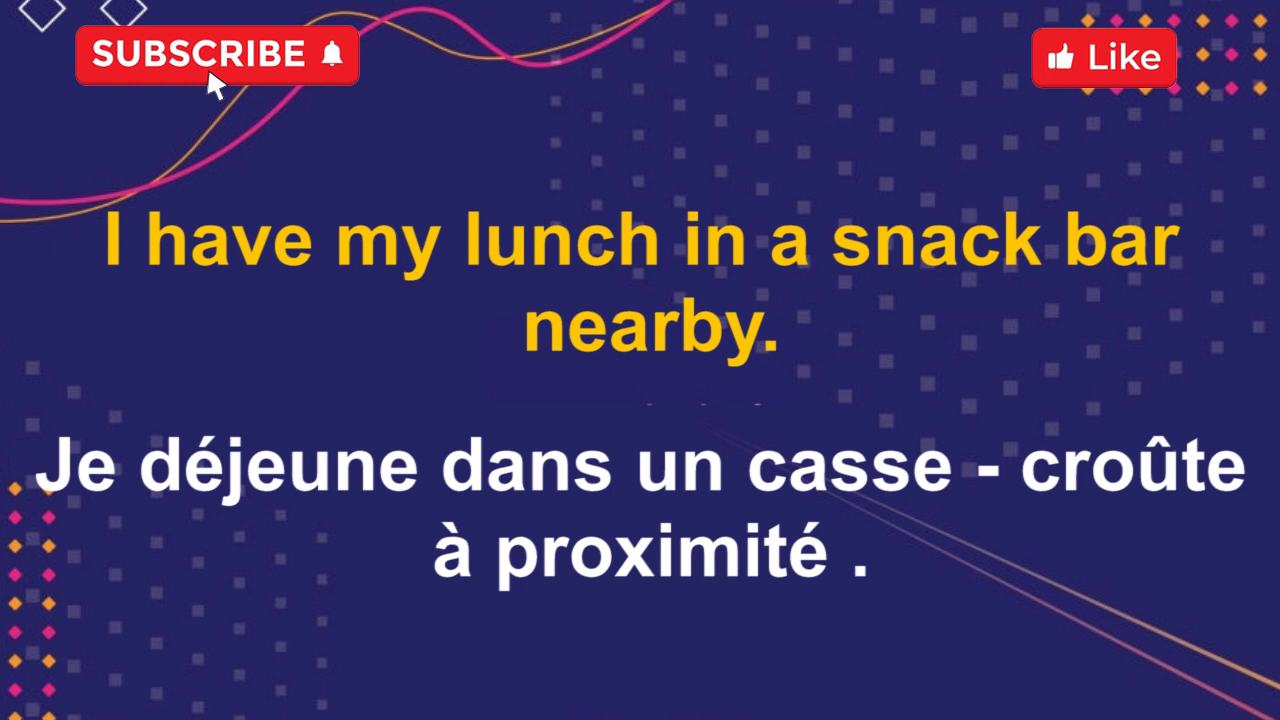 SUBSCRIBE
Like
I have my lunch in a snack bar
nearby.
Je déjeune dans un casse - croûte
à proximité .